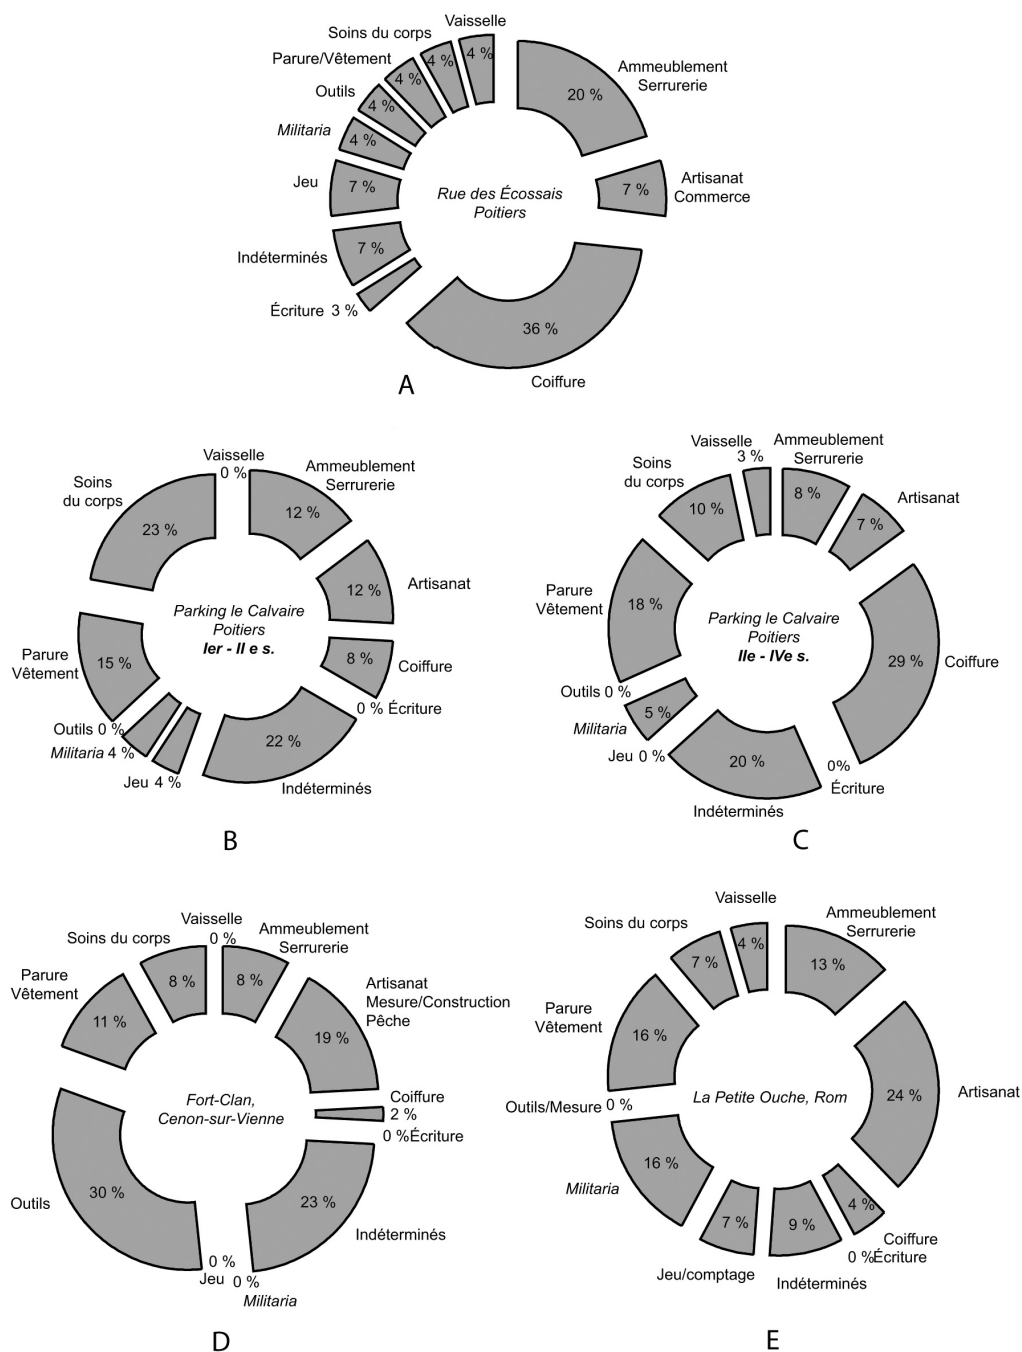 Vaisselle
4 %
Soins du corps
4 %
Parure/Vêtement
4 %
Outils
4 %
Militaria
4 %
Jeu
7 %
Indéterminés
7 %
Écriture 3 %
Ammeublement
Serrurerie
20 %
Artisanat
Commerce
7 %
Rue des Écossais
Poitiers
36 %
Coiffure
A
Vaisselle
0 %
Ammeublement
Serrurerie
12 %
Soins
du corps
23 %
Artisanat
12 %
Parking le Calvaire
Poitiers
Ier - II e s.
Coiffure
8 %
0 % Écriture
Parure
Vêtement
15 %
Outils 0 %
Militaria 4 %
Jeu 4 %
22 %
Indéterminés
B
Vaisselle
3 %
Ammeublement
Serrurerie
8 %
Soins
du corps
10 %
Artisanat
7 %
Parure
Vêtement
18 %
Parking le Calvaire
Poitiers
IIe - IVe s.
29 %
Coiffure
Outils 0 %
Militaria
5 %
Jeu 0 %
20 %
Indéterminés
0%
Écriture
C
Vaisselle
0 %
Ammeublement
Serrurerie
8 %
Soins du corps
8 %
Parure
Vêtement
11 %
Artisanat
Mesure/Construction
Pêche
19 %
Fort-Clan,
Cenon-sur-Vienne
Coiffure
2 %
0 %Écriture
Outils
30 %
23 %
Indéterminés
0 %
Jeu
0 %
Militaria
D
Vaisselle
4 %
Ammeublement
Serrurerie
13 %
Soins du corps
7 %
Parure
Vêtement
16 %
Outils/Mesure 0 %
La Petite Ouche, Rom
24 %
Artisanat
16 %
Militaria
7 %
Jeu/comptage
9 %
Indéterminés
4 %
Coiffure
0 %Écriture
E